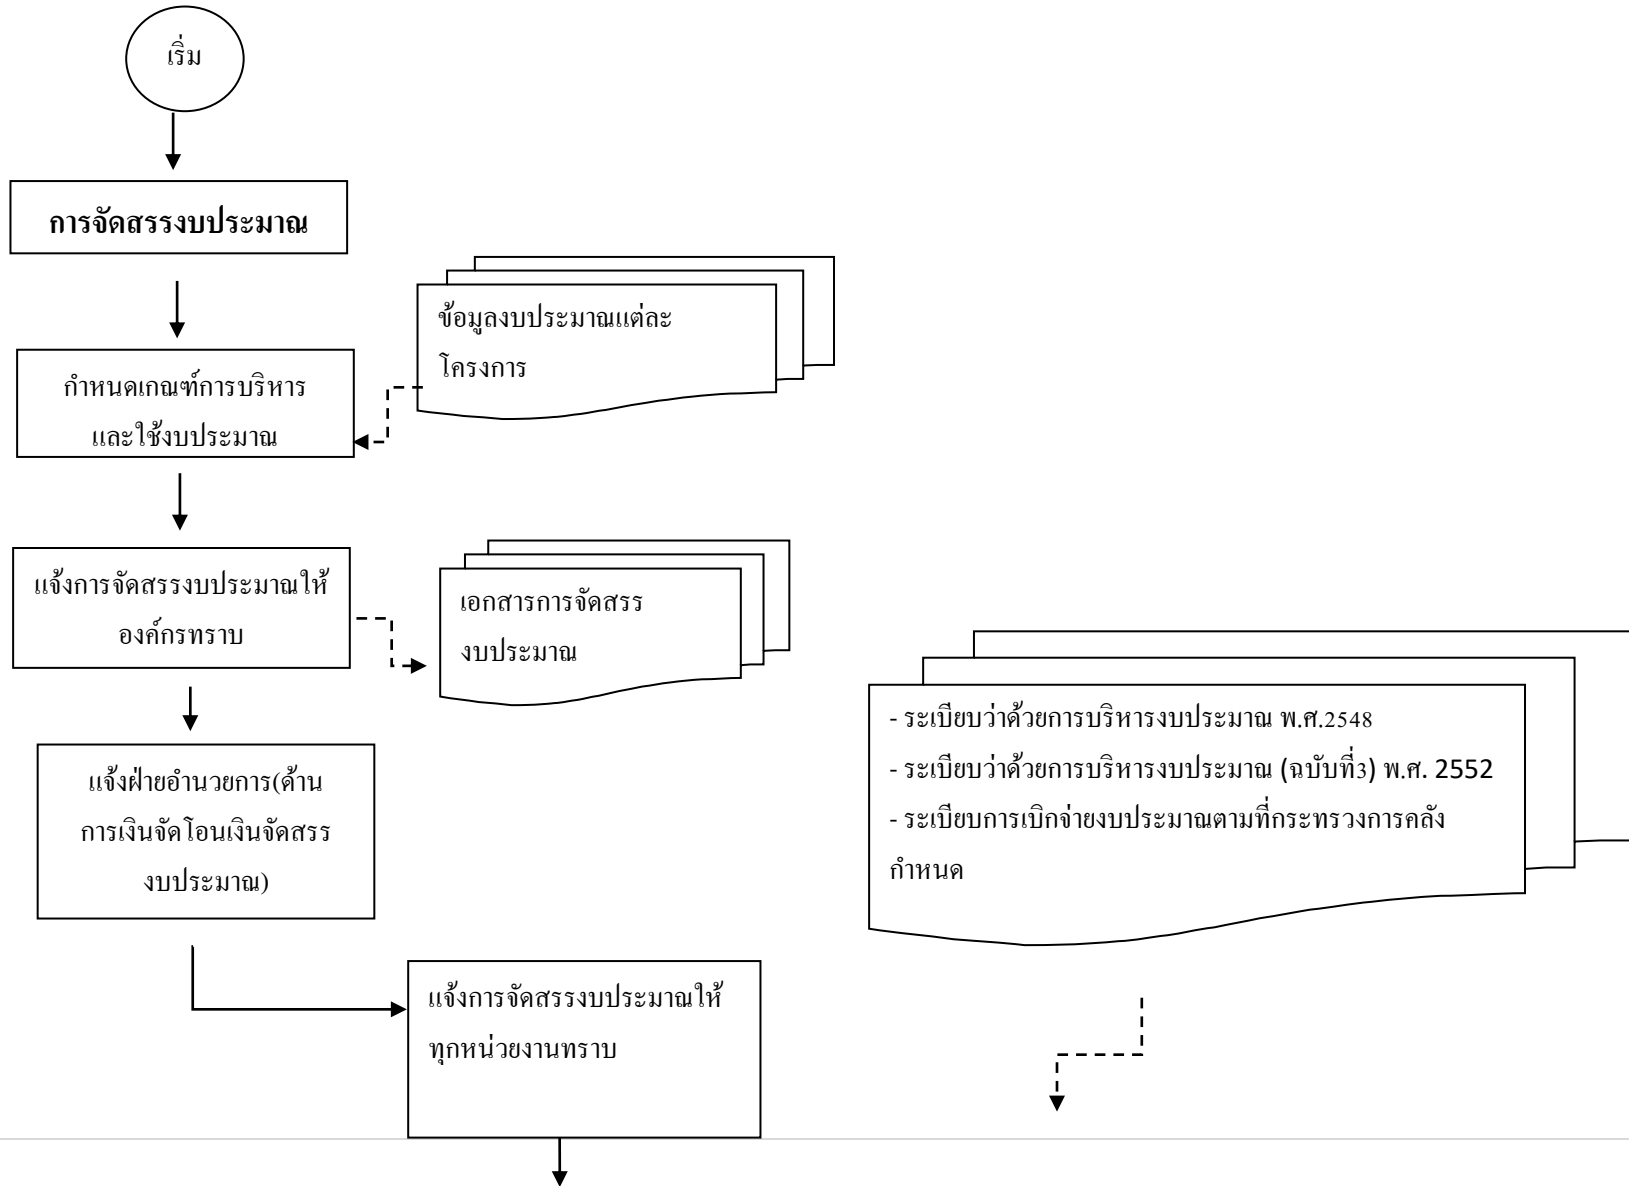 เริ่ม
การจัดสรรงบประมาณ
ข้อมูลงบประมาณแต่ละ
โครงการ
กำหนดเกณฑ์การบริหาร
และใช้งบประมาณ
แจ้งการจัดสรรงบประมาณให้
องค์กรทราบ
เอกสารการจัดสรร
งบประมาณ
- ระเบียบว่าด้วยการบริหารงบประมาณ พ.ศ.2548
- ระเบียบว่าด้วยการบริหารงบประมาณ (ฉบับที่3) พ.ศ. 2552
- ระเบียบการเบิกจ่ายงบประมาณตามที่กระทรวงการคลัง
กำหนด
แจ้งฝ่ายอำนวยการ(ด้าน
การเงินจัดโอนเงินจัดสรร
งบประมาณ)
แจ้งการจัดสรรงบประมาณให้
ทุกหน่วยงานทราบ